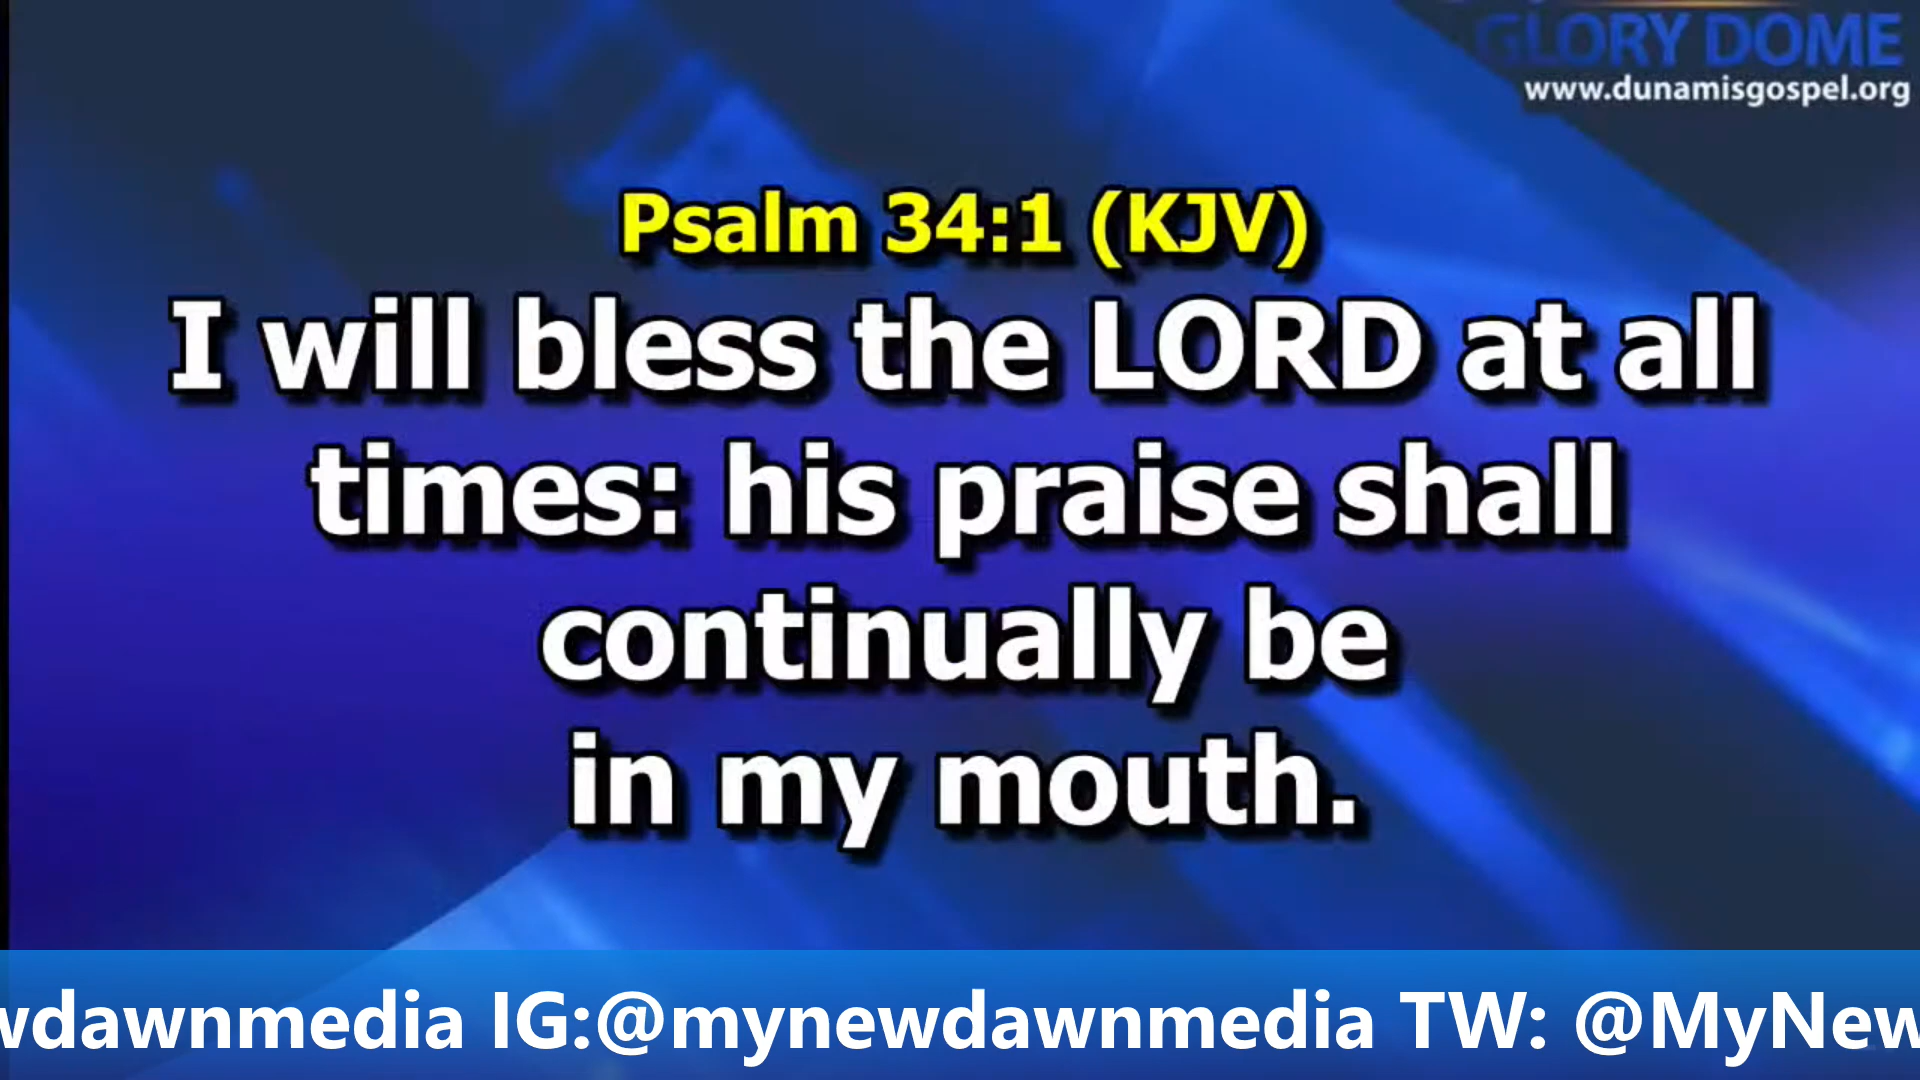 GLORY DOME
www.dunamisgospel.org
Psalm 34:1 (KJV)
I will bless the LORD at all
times: his praise shall
continually be
in my mouth.
wdawnmedia IG:@mynewdawnmedia TW: @MyNew